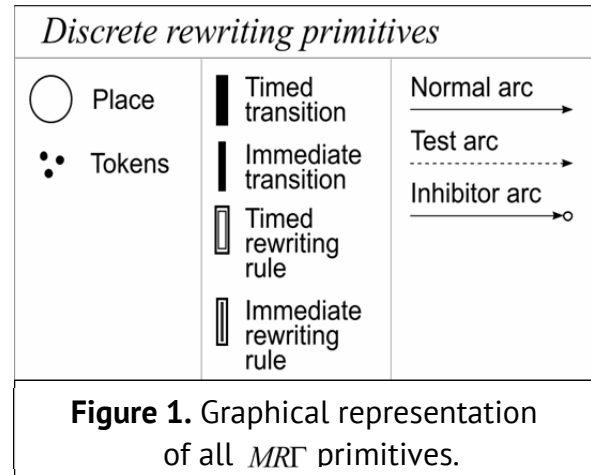 Discrete rewriting primitives
Place
Tokens
Timed
transition
Immediate
transition
Timed
rewriting
rule
Immediate
rewriting
rule
Normal arc
Test arc
Inhibitor arc
Figure 1. Graphical representation
of all MRΓ primitives.